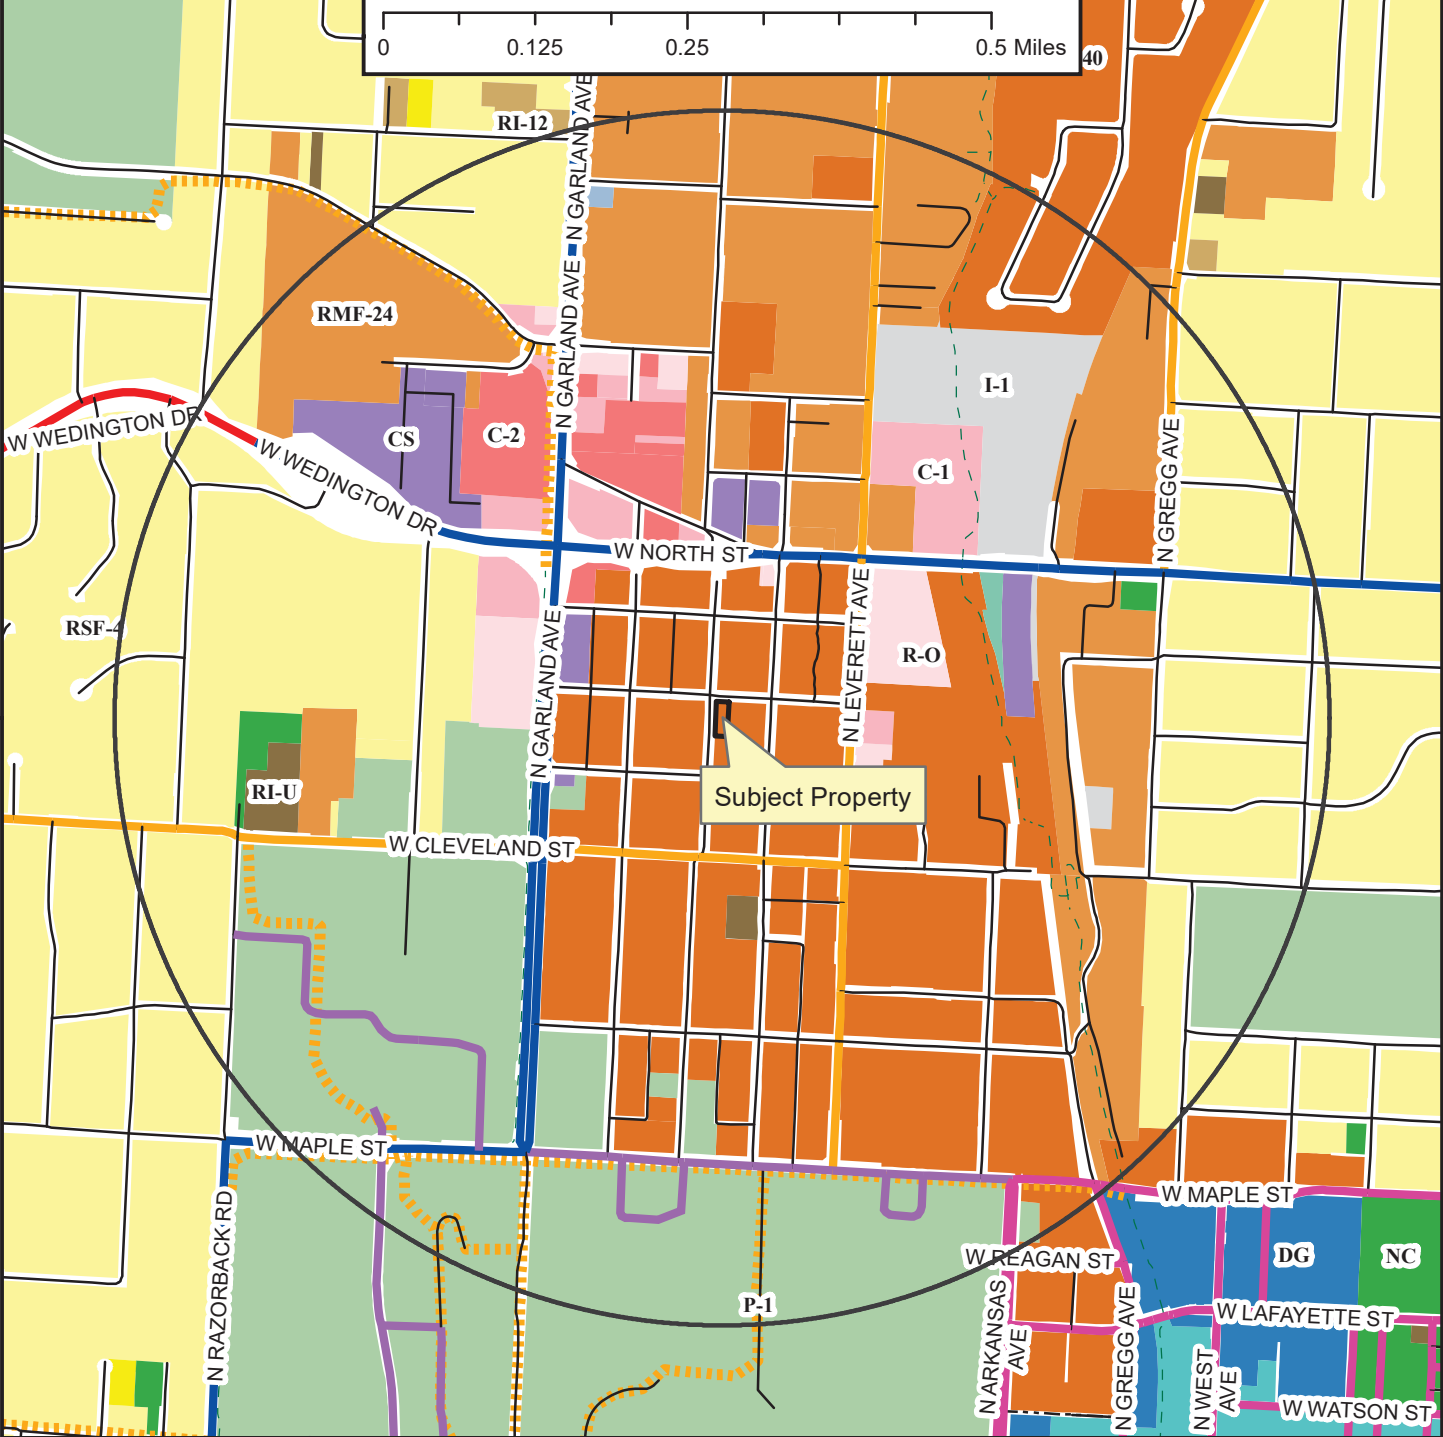 0 0.125 0.25 0.5 Miles
40
RI-12
N GARLAND AVE
RMF-24
N GARLAND AVE
I-1
W WEDINGTON DR
CS
C-2
W WEDINGTON DR
C-1
N GREGG AVE
W NORTH ST
RSF-4
R-O
N LEVERETT AVE
N GARLAND AVE
RI-U
Subject Property
W CLEVELAND ST
W MAPLE ST
W MAPLE ST
N RAZORBACK RD
W REAGAN ST
DG
NC
P-1
W LAFAYETTE ST
N ARKANSAS
AVE
N GREGG AVE
N WEST
AVE
W WATSON ST